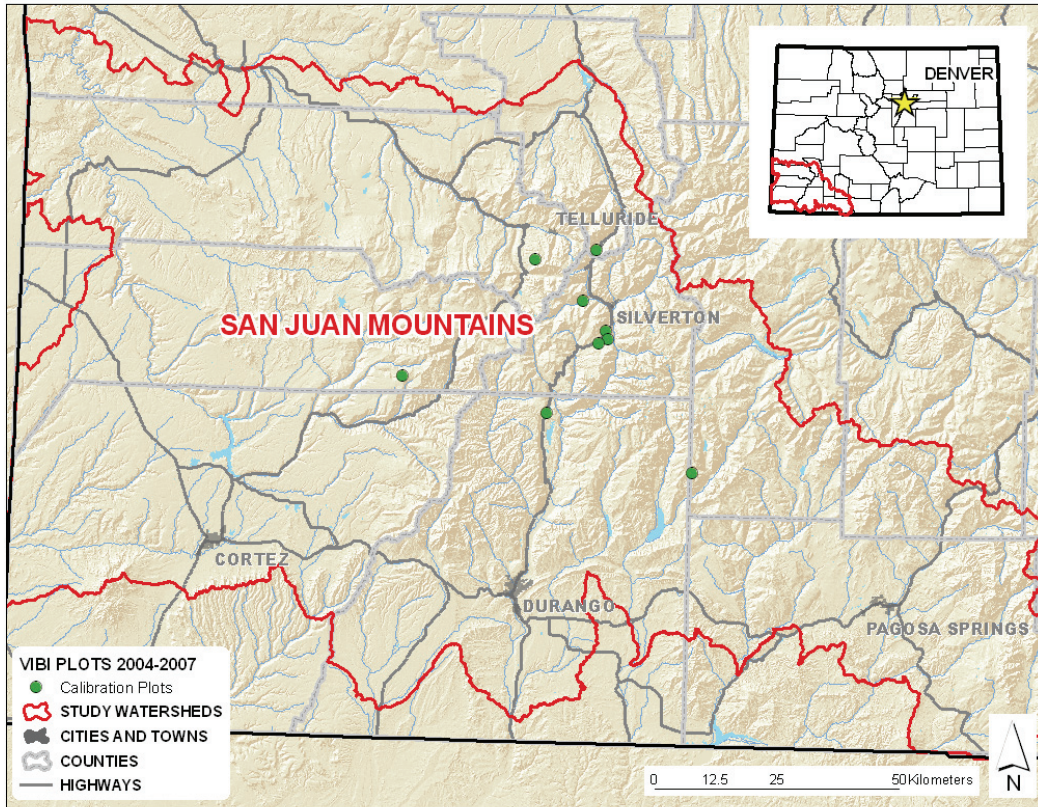 DENVER
TELLURIDE
SAN JUAN MOUNTAINS
SILVERTON
CORTEZ
DURANGO
PAGOSA SPRINGS
VIBI PLOTS 2004-2007
Calibration Plots
STUDY WATERSHEDS
CITIES AND TOWNS
COUNTIES
HIGHWAYS
0 12.5 25 50 Kilometers
N